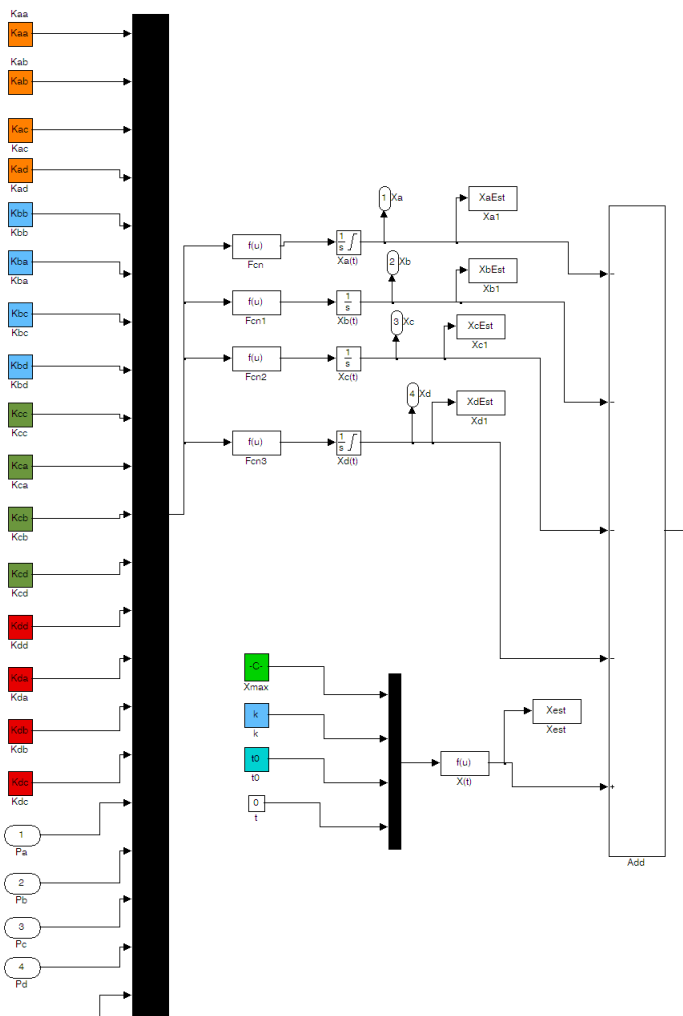 Kaa
Kaa
Kab
Kab
Kac
Kac
Kad
Kad
Kbb
Kbb
Kba
Kba
Kbc
Kbc
Kbd
Kbd
Kcc
Kcc
Kca
Kca
Kcb
Kcb
Kcd
Kcd
Kdd
Kdd
Kda
Kda
Kdb
Kdb
Kdc
Kdc
1
Pa
2
Pb
3
Pc
4
Pd
f(u)
Fcn
1
s
Xa(t)
1
Xa
XaEst
Xa1
f(u)
Fcn1
1
s
Xb(t)
2
Xb
XbEst
Xb1
f(u)
Fcn2
1
s
Xc(t)
3
Xc
XcEst
Xc1
f(u)
Fcn3
1
s
Xd(t)
4
Xd
XdEst
Xd1
-C-
Xmax
k
k
t0
t0
0
t
f(u)
X(t)
Xest
Xest
−
−
−
−
+
Add